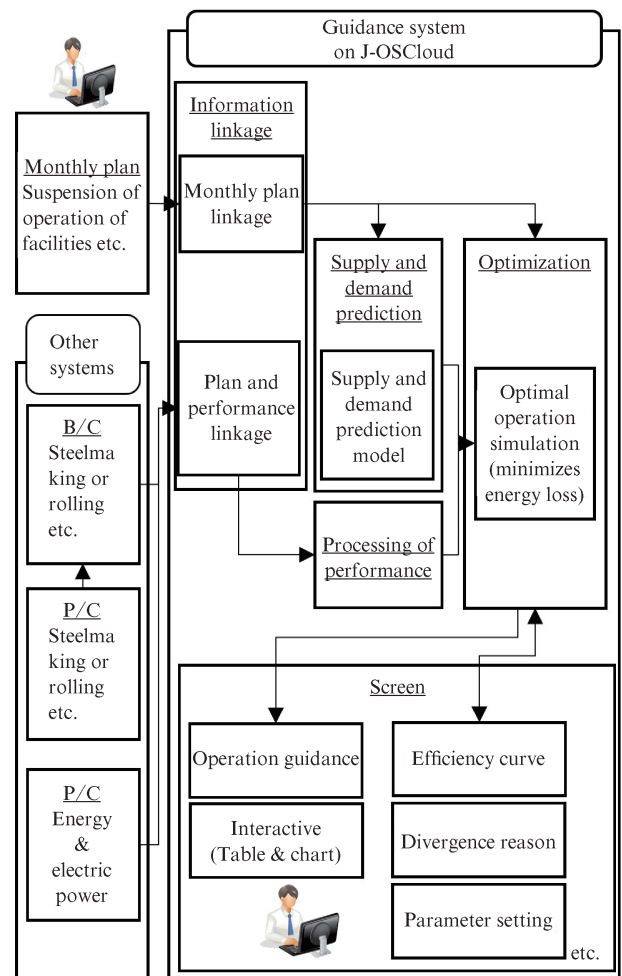 Guidance system
on J-OSCloud
Monthly plan
Suspension of
operation of
facilities etc.
Information
linkage
Monthly plan
linkage
Supply and
demand
prediction
Optimization
Other
systems
Plan and
performance
linkage
Supply and
demand
prediction
model
Optimal
operation
simulation
(minimizes
energy loss)
B/C
Steelma
king or
rolling
etc.
Processing of
performance
P/C
Steelma
king or
rolling
etc.
P/C
Energy
&
electric
power
Screen
Operation guidance
Interactive
(Table & chart)
Efficiency curve
Divergence reason
Parameter setting
etc.